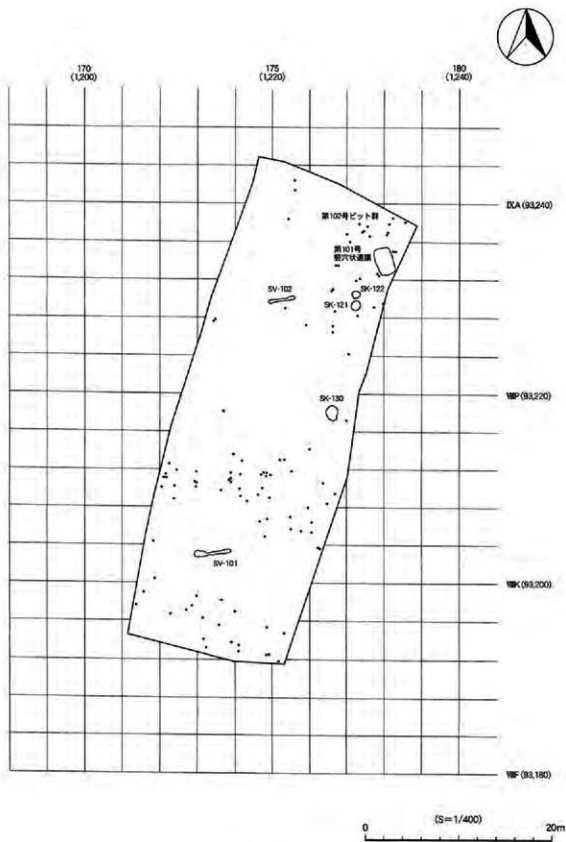 170
(1,200)
175
(1,220)
180
(1,240)
ⅨA (93,240)
第102号ピット群
第101号
竪穴状遺構
SV-102
SK-122
SK-121
ⅧP (93,220)
SK-130
SV-101
ⅧK (93,200)
ⅧF (93,180)
(S=1/400)
0
20m